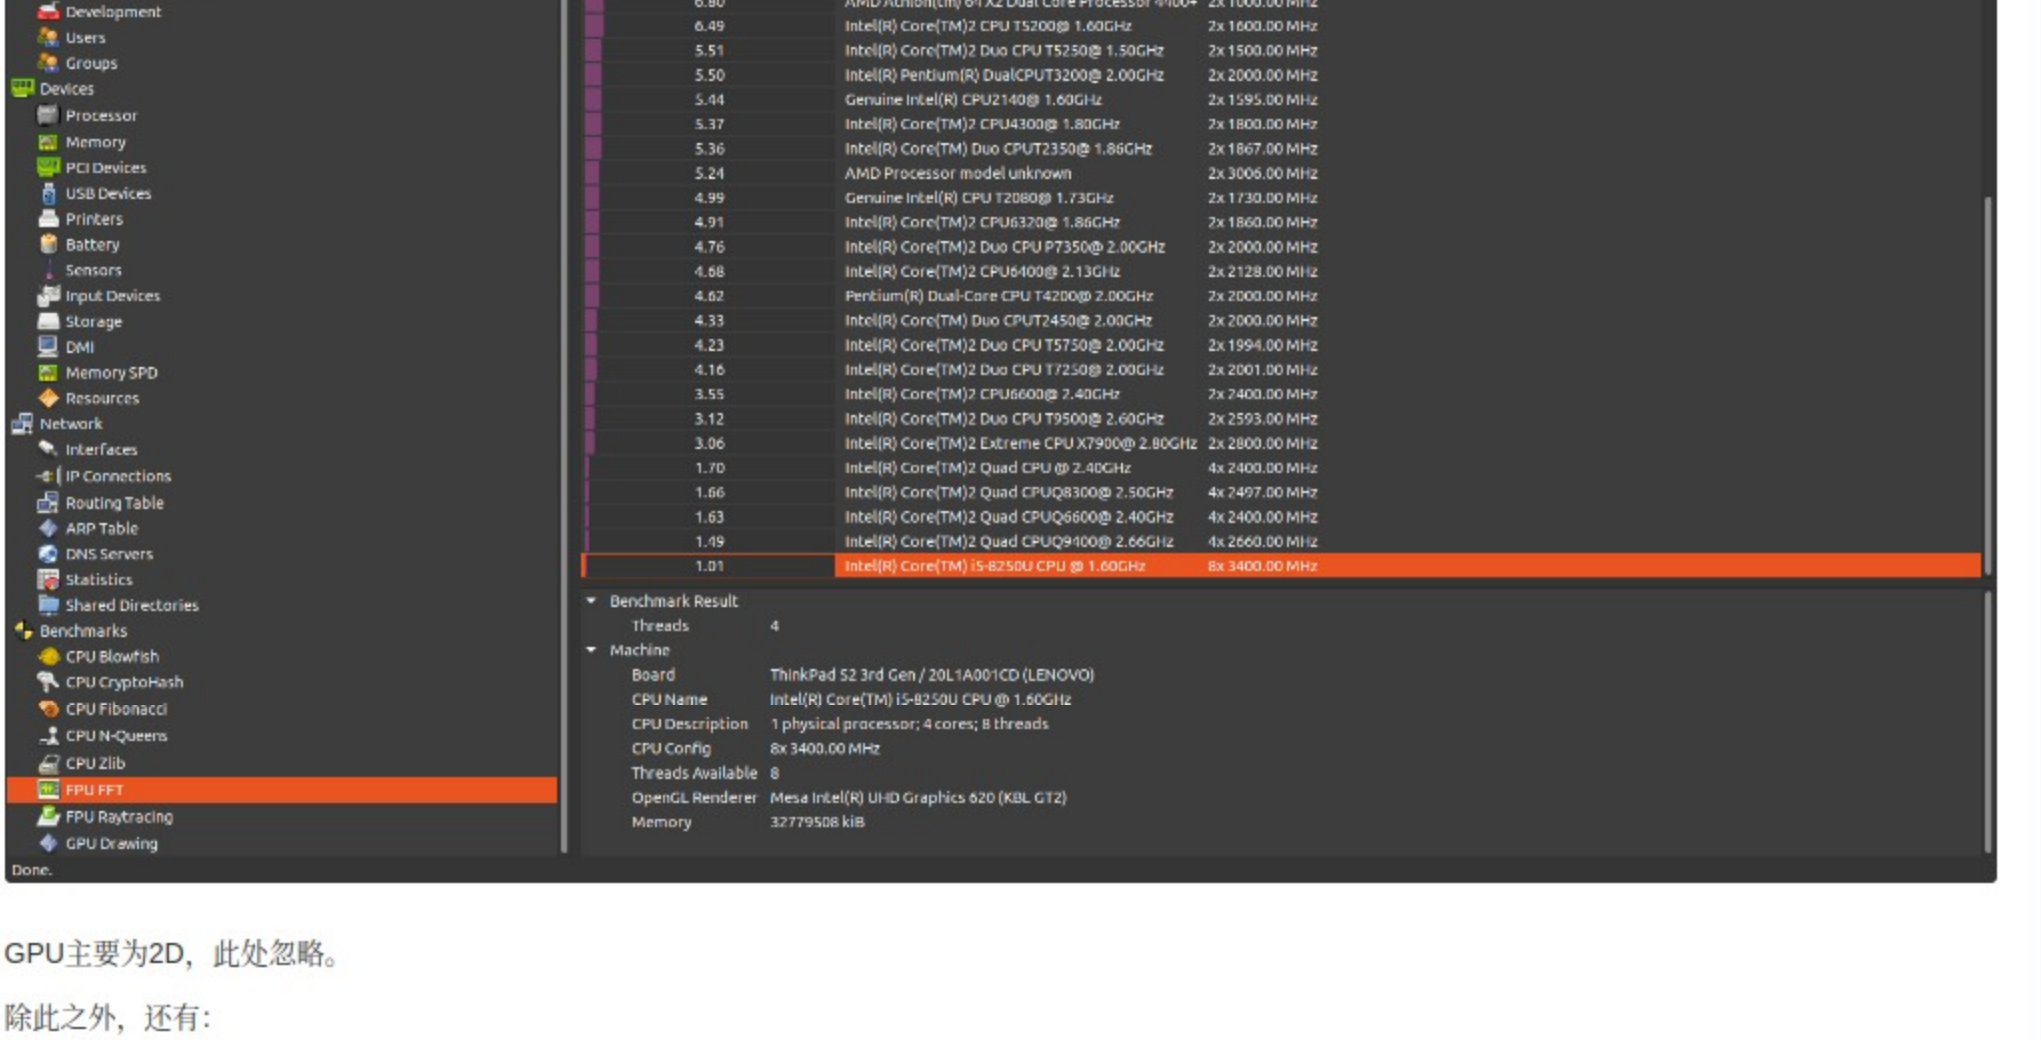 Development
Users
Groups
Devices
Processor
Memory
PCI Devices
USB Devices
Printers
Battery
Sensors
Input Devices
Storage
DMI
Memory SPD
Resources
Network
Interfaces
IP Connections
Routing Table
ARP Table
DNS Servers
Statistics
Shared Directories
Benchmarks
CPU Blowfish
CPU CryptoHash
CPU Fibonacci
CPU N-Queens
CPU Zlib
FPU FFT
FPU Raytracing
GPU Drawing
Done.
6.80 AMD Athlon(tm) 64 X2 Dual Core Processor 4400+ 2x 1000.00 MHz
6.49 Intel(R) Core(TM)2 CPU T5200@ 1.60GHz 2x 1600.00 MHz
5.51 Intel(R) Core(TM)2 Duo CPU T5250@ 1.50GHz 2x 1500.00 MHz
5.50 Intel(R) Pentium(R) DualCPUT3200@ 2.00GHz 2x 2000.00 MHz
5.44 Genuine Intel(R) CPU2140@ 1.60GHz 2x 1595.00 MHz
5.37 Intel(R) Core(TM)2 CPU4300@ 1.80GHz 2x 1800.00 MHz
5.36 Intel(R) Core(TM) Duo CPUT2350@ 1.86GHz 2x 1867.00 MHz
5.24 AMD Processor model unknown 2x 3006.00 MHz
4.99 Genuine Intel(R) CPU T2080@ 1.73GHz 2x 1730.00 MHz
4.91 Intel(R) Core(TM)2 CPU6320@ 1.86GHz 2x 1860.00 MHz
4.76 Intel(R) Core(TM)2 Duo CPU P7350@ 2.00GHz 2x 2000.00 MHz
4.68 Intel(R) Core(TM)2 CPU6400@ 2.13GHz 2x 2128.00 MHz
4.62 Pentium(R) Dual-Core CPU T4200@ 2.00GHz 2x 2000.00 MHz
4.33 Intel(R) Core(TM) Duo CPUT2450@ 2.00GHz 2x 2000.00 MHz
4.23 Intel(R) Core(TM)2 Duo CPU T5750@ 2.00GHz 2x 1994.00 MHz
4.16 Intel(R) Core(TM)2 Duo CPU T7250@ 2.00GHz 2x 2001.00 MHz
3.55 Intel(R) Core(TM)2 CPU6600@ 2.40GHz 2x 2400.00 MHz
3.12 Intel(R) Core(TM)2 Duo CPU T9500@ 2.60GHz 2x 2593.00 MHz
3.06 Intel(R) Core(TM)2 Extreme CPU X7900@ 2.80GHz 2x 2800.00 MHz
1.70 Intel(R) Core(TM)2 Quad CPU @ 2.40GHz 4x 2400.00 MHz
1.66 Intel(R) Core(TM)2 Quad CPUQ8300@ 2.50GHz 4x 2497.00 MHz
1.63 Intel(R) Core(TM)2 Quad CPUQ6600@ 2.40GHz 4x 2400.00 MHz
1.49 Intel(R) Core(TM)2 Quad CPUQ9400@ 2.66GHz 4x 2660.00 MHz
1.01 Intel(R) Core(TM) i5-8250U CPU @ 1.60GHz 8x 3400.00 MHz
Benchmark Result
Threads 4
Machine
Board ThinkPad S2 3rd Gen / 20L1A001CD (LENOVO)
CPU Name Intel(R) Core(TM) i5-8250U CPU @ 1.60GHz
CPU Description 1 physical processor; 4 cores; 8 threads
CPU Config 8x 3400.00 MHz
Threads Available 8
OpenGL Renderer Mesa Intel(R) UHD Graphics 620 (KBL GT2)
Memory 32779508 kiB
GPU主要为2D，此处忽略。
除此之外，还有：